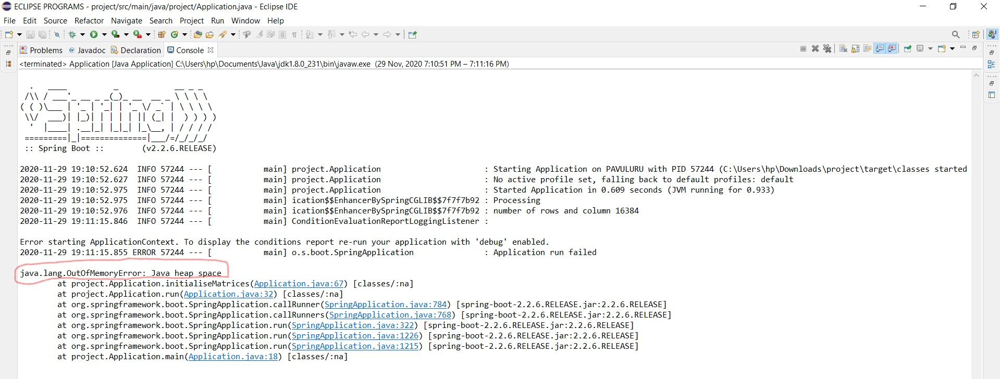 ECLIPSE PROGRAMS - project/src/main/java/project/Application.java - Eclipse IDE
File Edit Source Refactor Navigate Search Project Run Window Help
Problems @ Javadoc Declaration Console
<terminated> Application [Java Application] C:\Users\hp\Documents\Java\jdk1.8.0_231\bin\javaw.exe (29 Nov, 2020 7:10:51 PM – 7:11:16 PM)
  .   ____          _            __ _ _
 /\\ / ___'_ __ _ _(_)_ __  __ _ \ \ \ \
( ( )\___ | '_ | '_| | '_ \/ _` | \ \ \ \
 \\/  ___)| |_)| | | | | || (_| |  ) ) ) )
  '  |____| .__|_| |_|_| |_\__, | / / / /
 =========|_|==============|___/=/_/_/_/
 :: Spring Boot ::        (v2.2.6.RELEASE)
2020-11-29 19:10:52.624  INFO 57244 --- [           main] project.Application                      : Starting Application on PAVULURU with PID 57244 (C:\Users\hp\Downloads\project\target\classes started
2020-11-29 19:10:52.627  INFO 57244 --- [           main] project.Application                      : No active profile set, falling back to default profiles: default
2020-11-29 19:10:52.975  INFO 57244 --- [           main] project.Application                      : Started Application in 0.609 seconds (JVM running for 0.933)
2020-11-29 19:10:52.975  INFO 57244 --- [           main] ication$$EnhancerBySpringCGLIB$$7f7f7b92 : Processing
2020-11-29 19:10:52.976  INFO 57244 --- [           main] ication$$EnhancerBySpringCGLIB$$7f7f7b92 : number of rows and column 16384
2020-11-29 19:11:15.846  INFO 57244 --- [           main] ConditionEvaluationReportLoggingListener :
Error starting ApplicationContext. To display the conditions report re-run your application with 'debug' enabled.
2020-11-29 19:11:15.855 ERROR 57244 --- [           main] o.s.boot.SpringApplication               : Application run failed
java.lang.OutOfMemoryError: Java heap space
	at project.Application.initialiseMatrices(Application.java:67) [classes/:na]
	at project.Application.run(Application.java:32) [classes/:na]
	at org.springframework.boot.SpringApplication.callRunner(SpringApplication.java:784) [spring-boot-2.2.6.RELEASE.jar:2.2.6.RELEASE]
	at org.springframework.boot.SpringApplication.callRunners(SpringApplication.java:768) [spring-boot-2.2.6.RELEASE.jar:2.2.6.RELEASE]
	at org.springframework.boot.SpringApplication.run(SpringApplication.java:322) [spring-boot-2.2.6.RELEASE.jar:2.2.6.RELEASE]
	at org.springframework.boot.SpringApplication.run(SpringApplication.java:1226) [spring-boot-2.2.6.RELEASE.jar:2.2.6.RELEASE]
	at org.springframework.boot.SpringApplication.run(SpringApplication.java:1215) [spring-boot-2.2.6.RELEASE.jar:2.2.6.RELEASE]
	at project.Application.main(Application.java:18) [classes/:na]